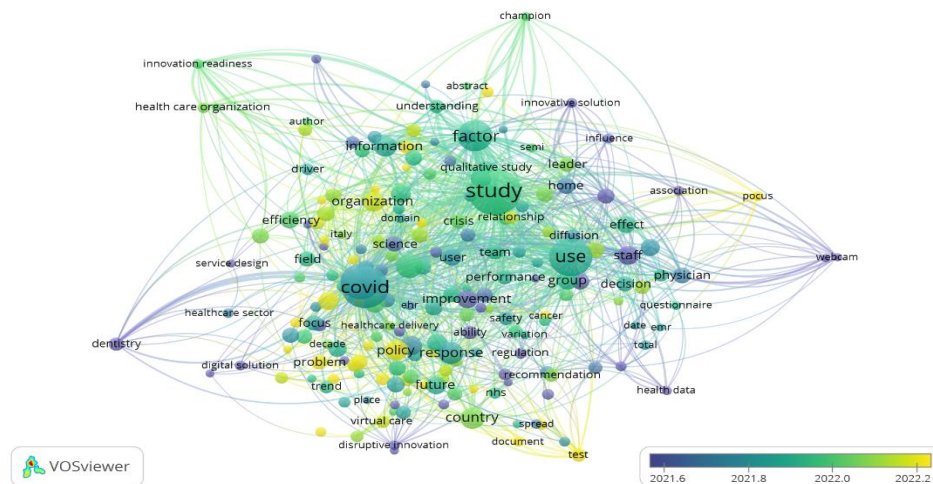 champion
innovation readiness
abstract
health care organization
understanding
innovative solution
author
factor
influence
information
semi
driver
qualitative study
leader
home
study
association
pocus
organization
efficiency
domain
crisis
relationship
effect
italy
science
diffusion
field
user
team
use
staff
webcam
service design
performance
group
physician
covid
decision
ehr
improvement
questionnaire
healthcare sector
focus
healthcare delivery
safety
cancer
date
emr
dentistry
decade
ability
variation
total
policy
response
regulation
problem
digital solution
recommendation
trend
future
health data
place
nhs
virtual care
country
spread
disruptive innovation
document
test
VOSviewer
2021.6 2021.8 2022.0 2022.2